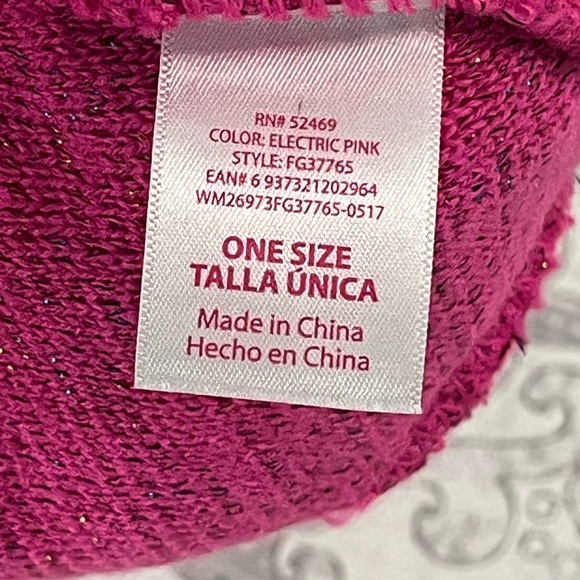 RN# 52469
COLOR: ELECTRIC PINK
STYLE: FG37765
EAN# 6 937321202964
WM26973FG37765-0517
ONE SIZE
TALLA ÚNICA
Made in China
Hecho en China